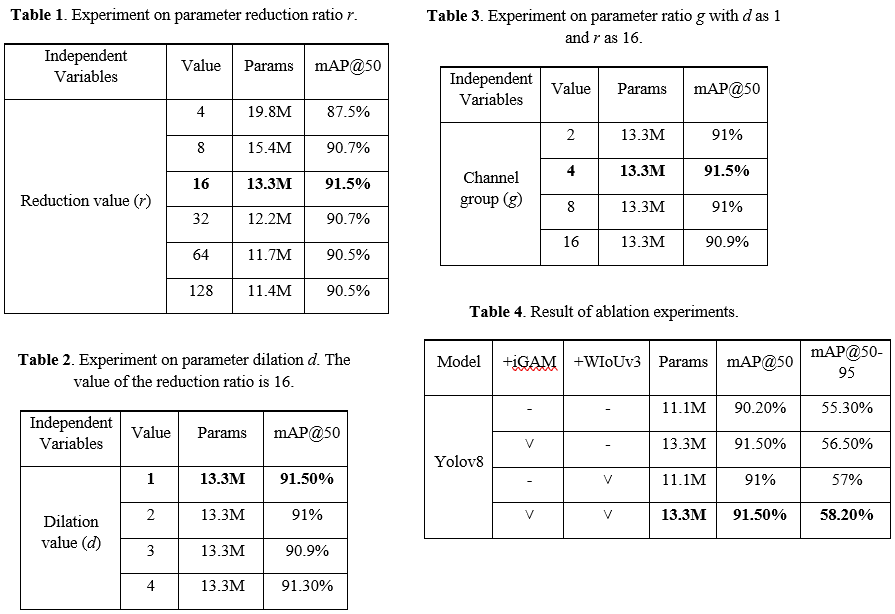 Table 1. Experiment on parameter reduction ratio r.
Independent Variables Value Params mAP@50
Reduction value (r)
4 19.8M 87.5%
8 15.4M 90.7%
16 13.3M 91.5%
32 12.2M 90.7%
64 11.7M 90.5%
128 11.4M 90.5%
Table 2. Experiment on parameter dilation d. The
value of the reduction ratio is 16.
Independent Variables Value Params mAP@50
Dilation value (d)
1 13.3M 91.50%
2 13.3M 91%
3 13.3M 90.9%
4 13.3M 91.30%
Table 3. Experiment on parameter ratio g with d as 1
and r as 16.
Independent Variables Value Params mAP@50
Channel group (g)
2 13.3M 91%
4 13.3M 91.5%
8 13.3M 91%
16 13.3M 90.9%
Table 4. Result of ablation experiments.
Model +iGAM +WIoUv3 Params mAP@50 mAP@50-95
Yolov8
- - 11.1M 90.20% 55.30%
V - 13.3M 91.50% 56.50%
- V 11.1M 91% 57%
V V 13.3M 91.50% 58.20%